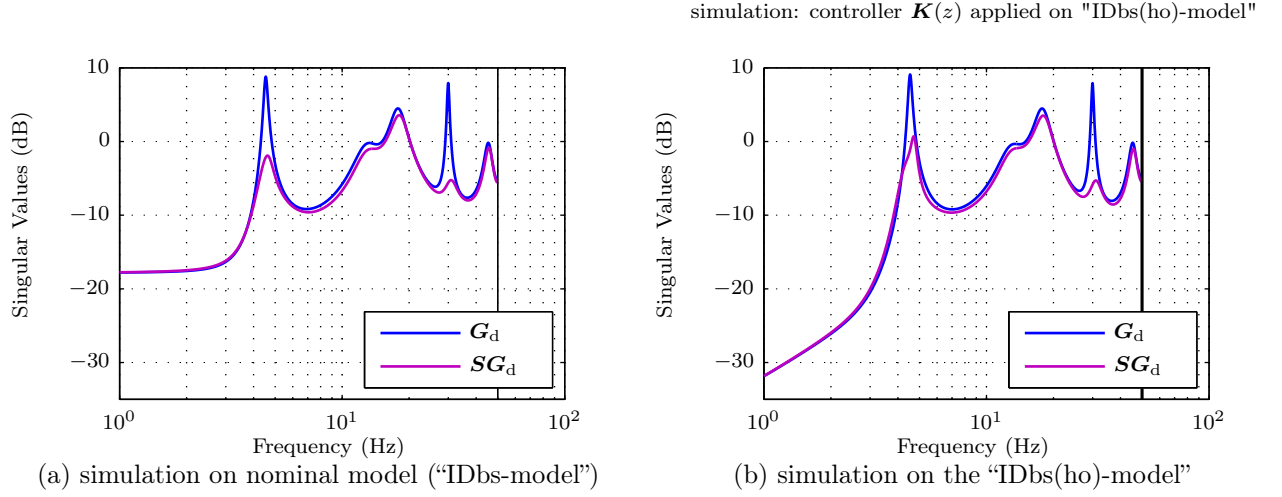 simulation: controller K(z) applied on "IDbs(ho)-model"
10
0
−10
−20
−30
Singular Values (dB)
G_d
SG_d
10^0
10^1
10^2
Frequency (Hz)
(a) simulation on nominal model (“IDbs-model”)
10
0
−10
−20
−30
Singular Values (dB)
G_d
SG_d
10^0
10^1
10^2
Frequency (Hz)
(b) simulation on the “IDbs(ho)-model”